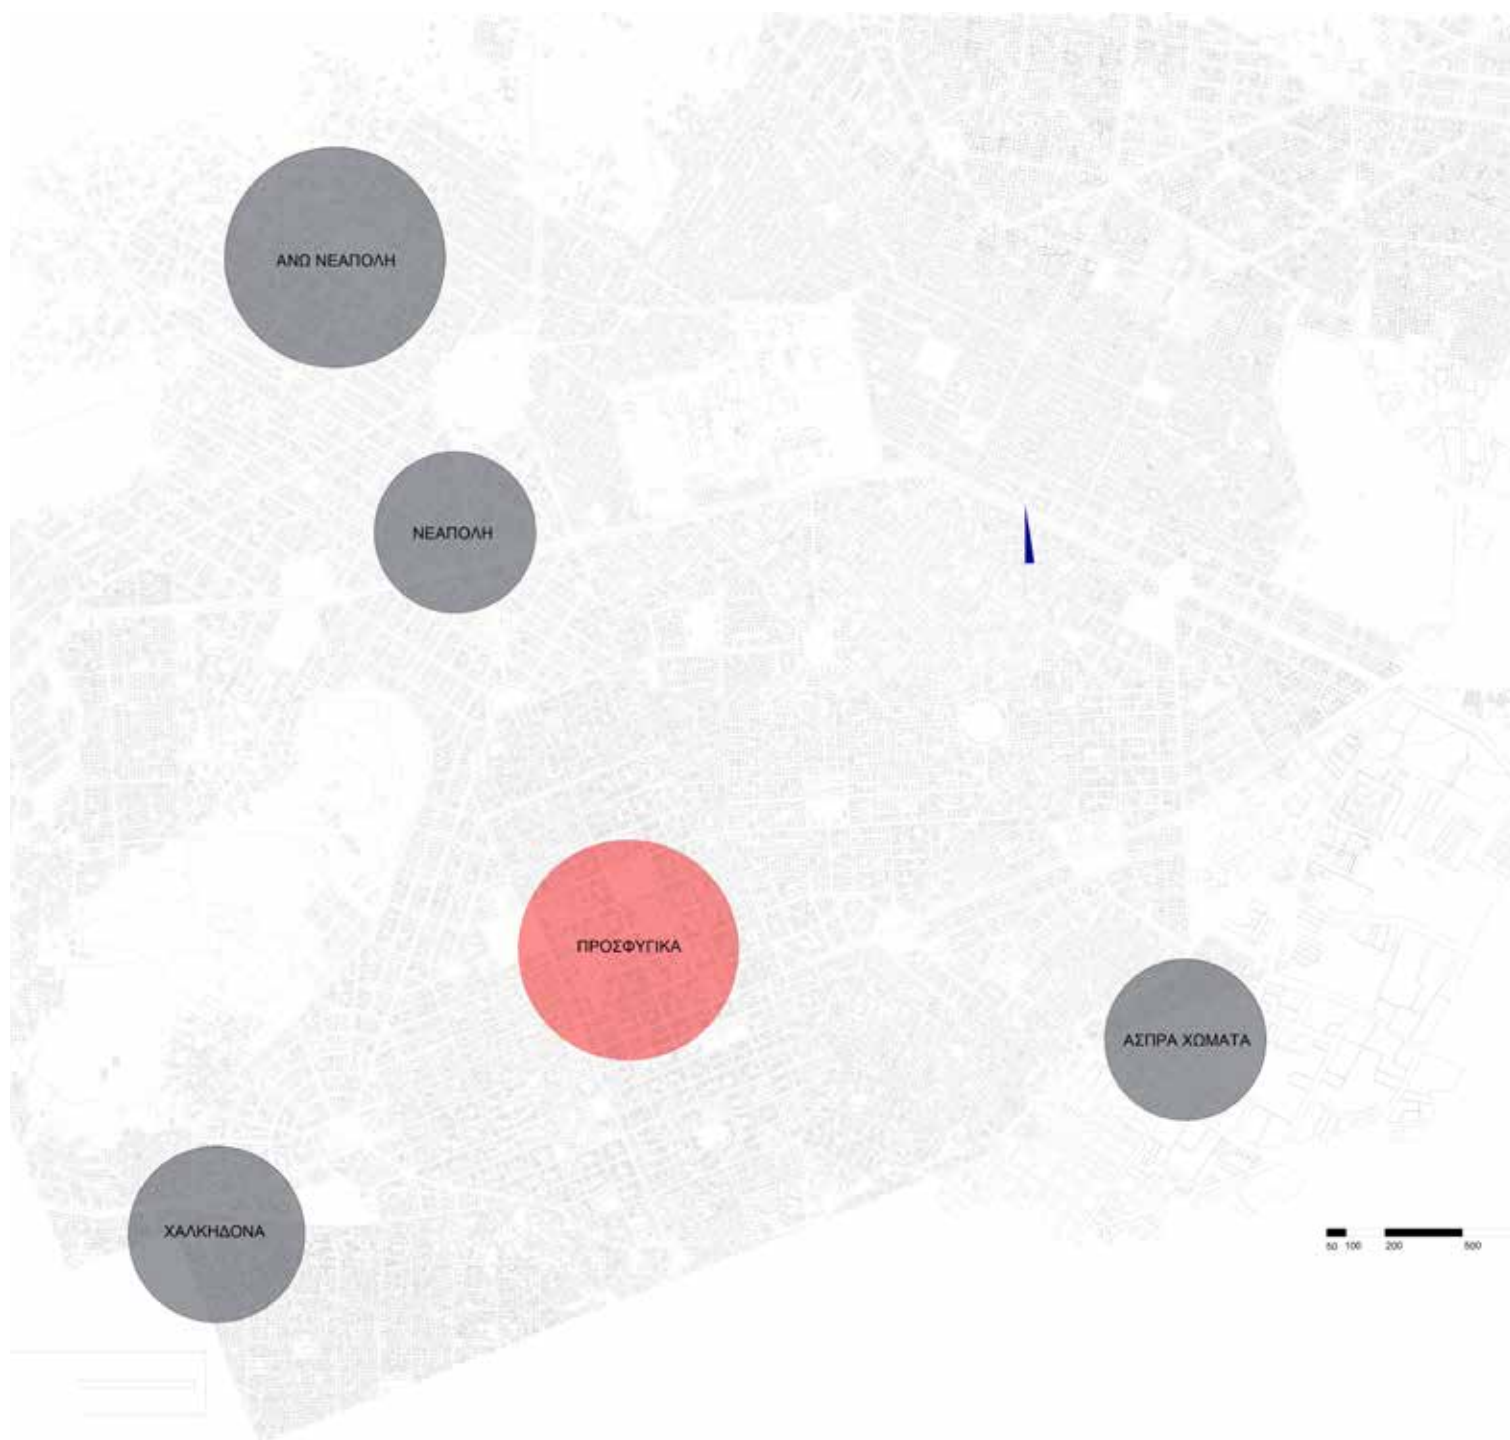 ΑΝΩ ΝΕΑΠΟΛΗ
ΝΕΑΠΟΛΗ
ΠΡΟΣΦΥΓΙΚΑ
ΑΣΠΡΑ ΧΩΜΑΤΑ
ΧΑΛΚΗΔΟΝΑ
50 100 200 500